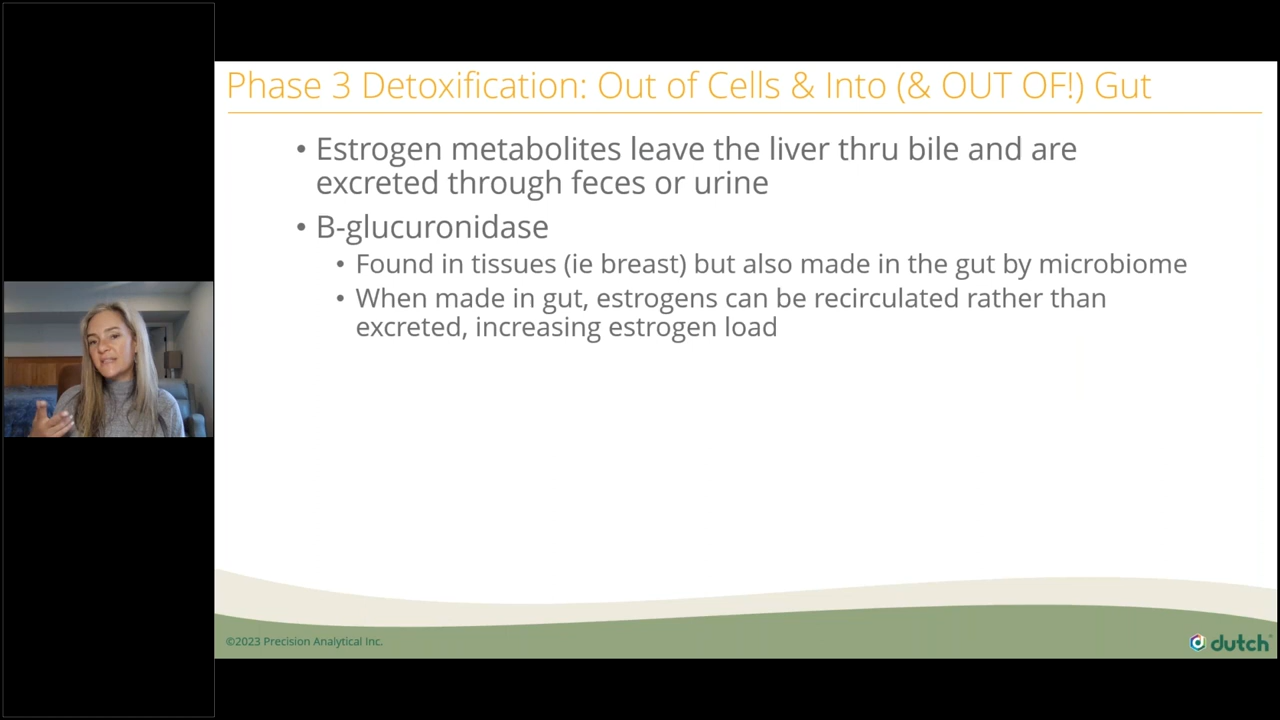 Phase 3 Detoxification: Out of Cells & Into (& OUT OF!) Gut
• Estrogen metabolites leave the liver thru bile and are
excreted through feces or urine
• B-glucuronidase
• Found in tissues (ie breast) but also made in the gut by microbiome
• When made in gut, estrogens can be recirculated rather than
excreted, increasing estrogen load
©2023 Precision Analytical Inc.
dutch